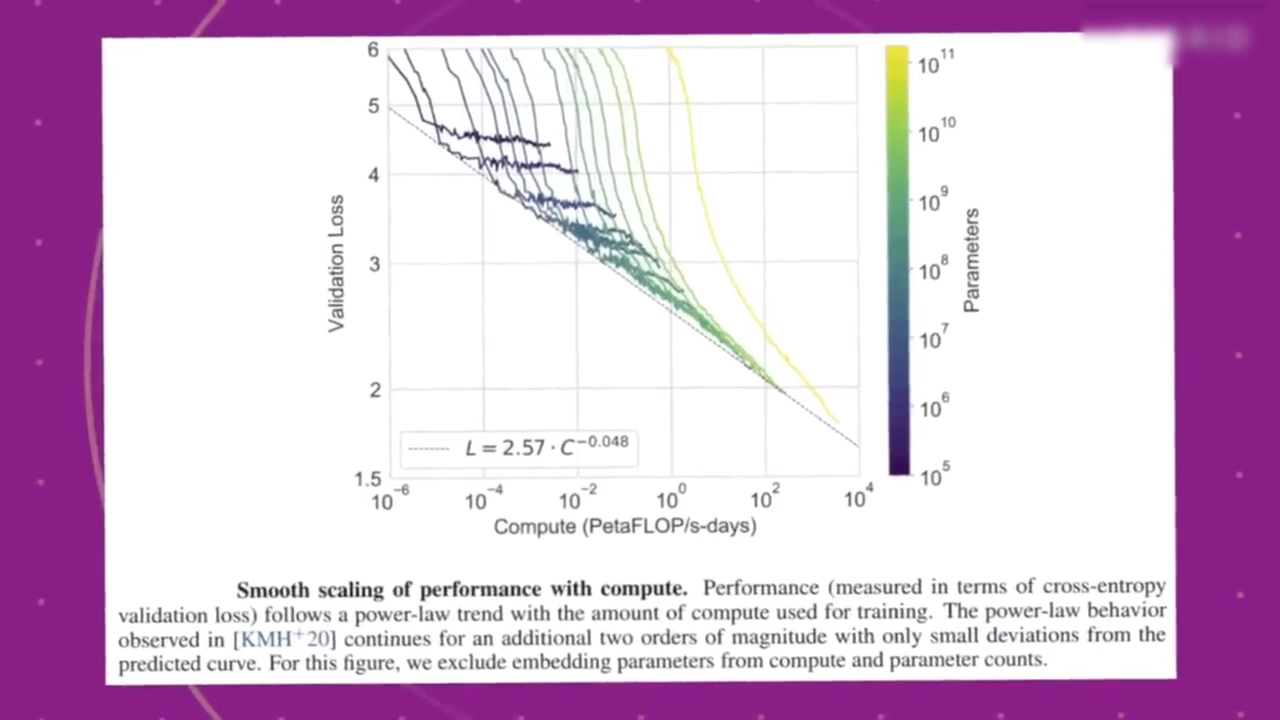 6
5
4
3
2
1.5
Validation Loss
10^-6 10^-4 10^-2 10^0 10^2 10^4
Compute (PetaFLOP/s-days)
L = 2.57 · C^-0.048
10^11
10^10
10^9
10^8
10^7
10^6
10^5
Parameters
Smooth scaling of performance with compute. Performance (measured in terms of cross-entropy
validation loss) follows a power-law trend with the amount of compute used for training. The power-law behavior
observed in [KMH+20] continues for an additional two orders of magnitude with only small deviations from the
predicted curve. For this figure, we exclude embedding parameters from compute and parameter counts.